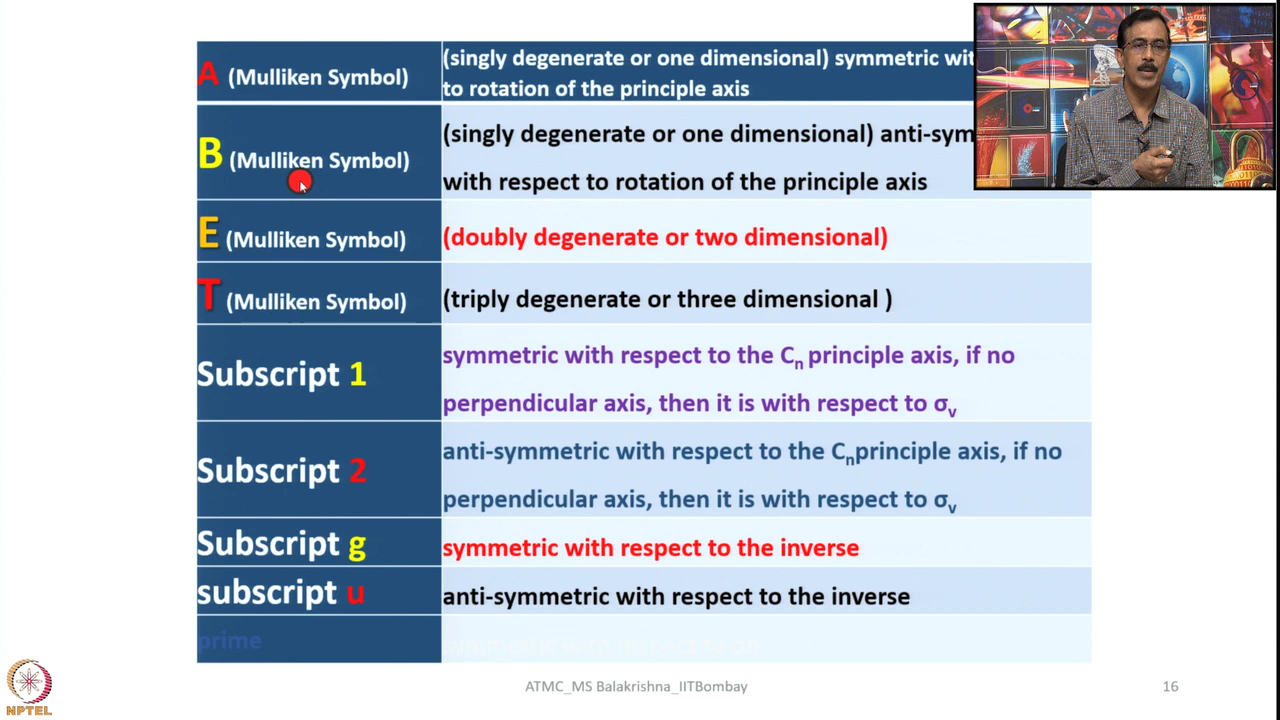 A (Mulliken Symbol)
(singly degenerate or one dimensional) symmetric
to rotation of the principle axis
B (Mulliken Symbol)
(singly degenerate or one dimensional)
with respect to rotation of the principle axis
E (Mulliken Symbol)
(doubly degenerate or two dimensional)
T (Mulliken Symbol)
(triply degenerate or three dimensional )
Subscript 1
symmetric with respect to the Cn principle axis, if no
perpendicular axis, then it is with respect to σv
Subscript 2
anti-symmetric with respect to the Cnprinciple axis, if no
perpendicular axis, then it is with respect to σv
Subscript g
symmetric with respect to the inverse
subscript u
anti-symmetric with respect to the inverse
prime
NPTEL
ATMC_MS Balakrishna_IITBombay
16